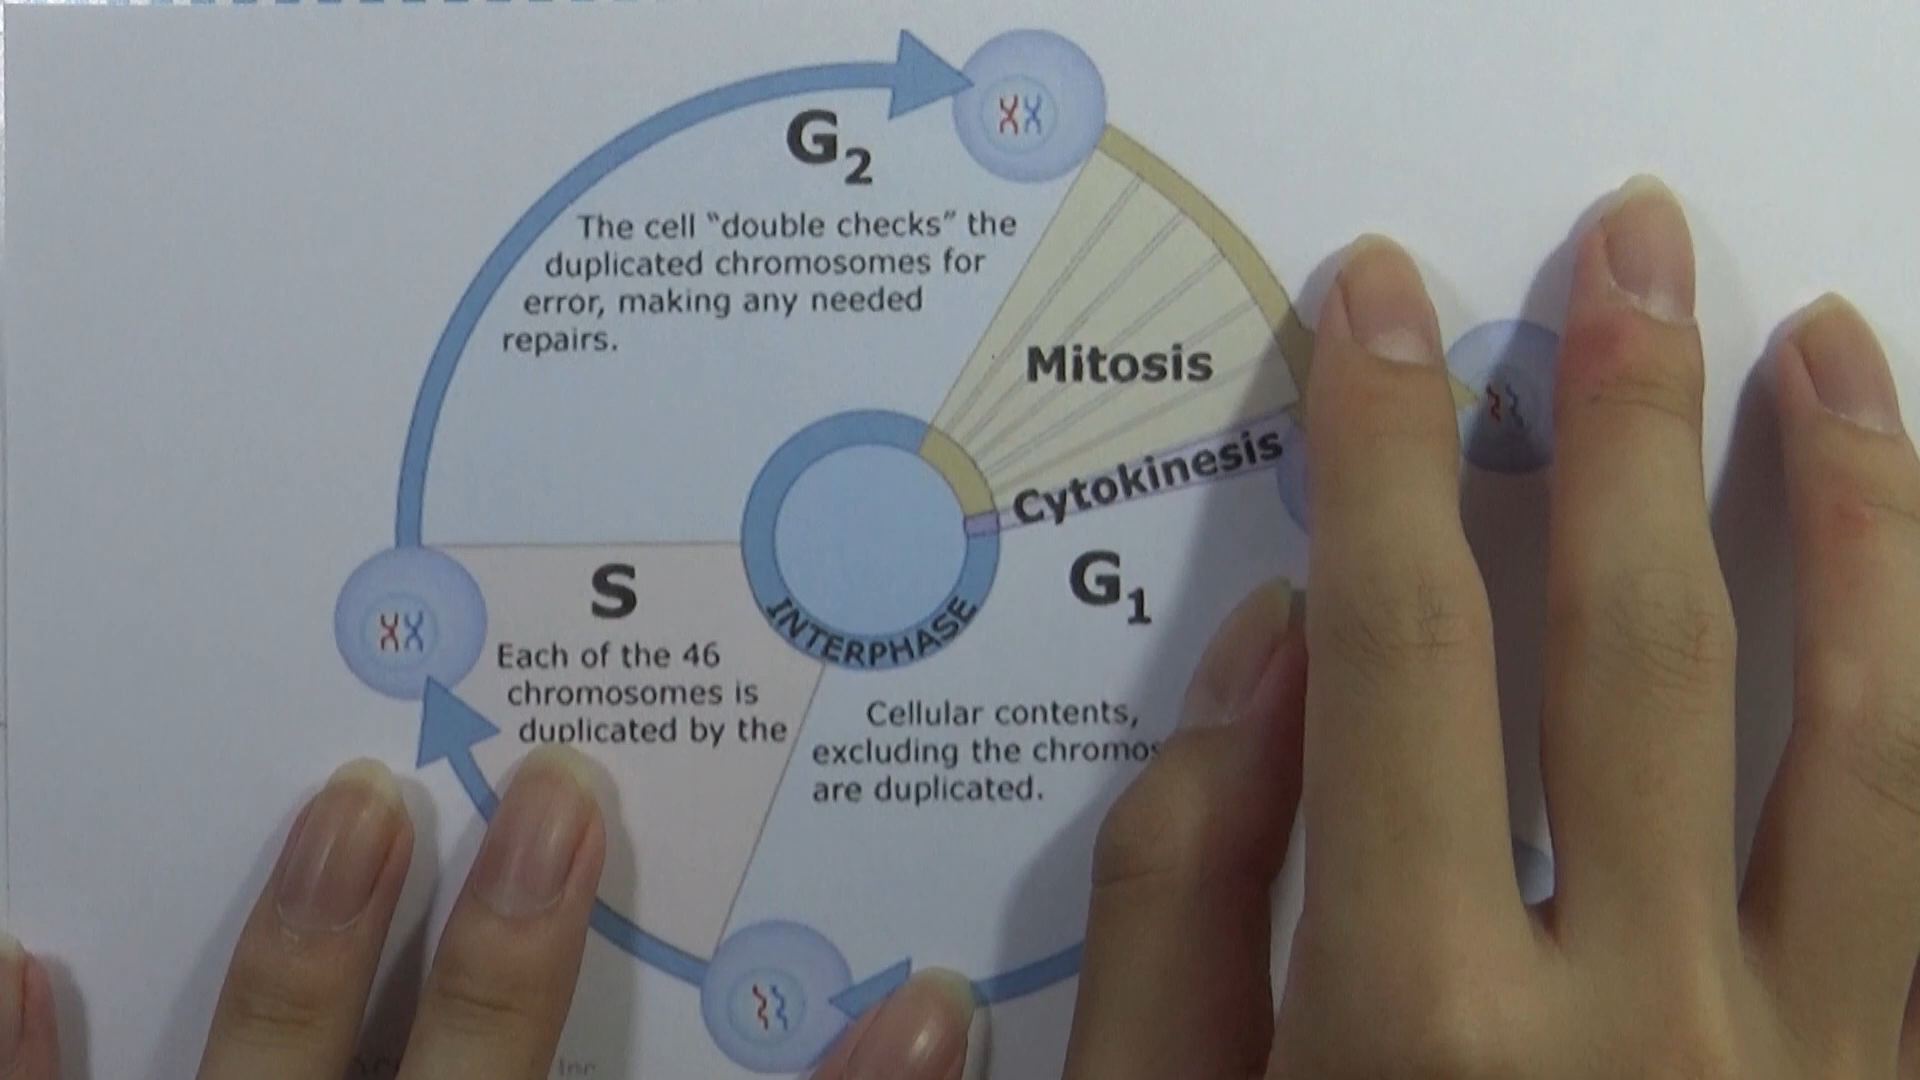 G2
The cell “double checks” the
duplicated chromosomes for
error, making any needed
repairs.
Mitosis
Cytokinesis
G1
S
INTERPHASE
Each of the 46
chromosomes is
duplicated by the
Cellular contents,
excluding the chromos
are duplicated.
Inc